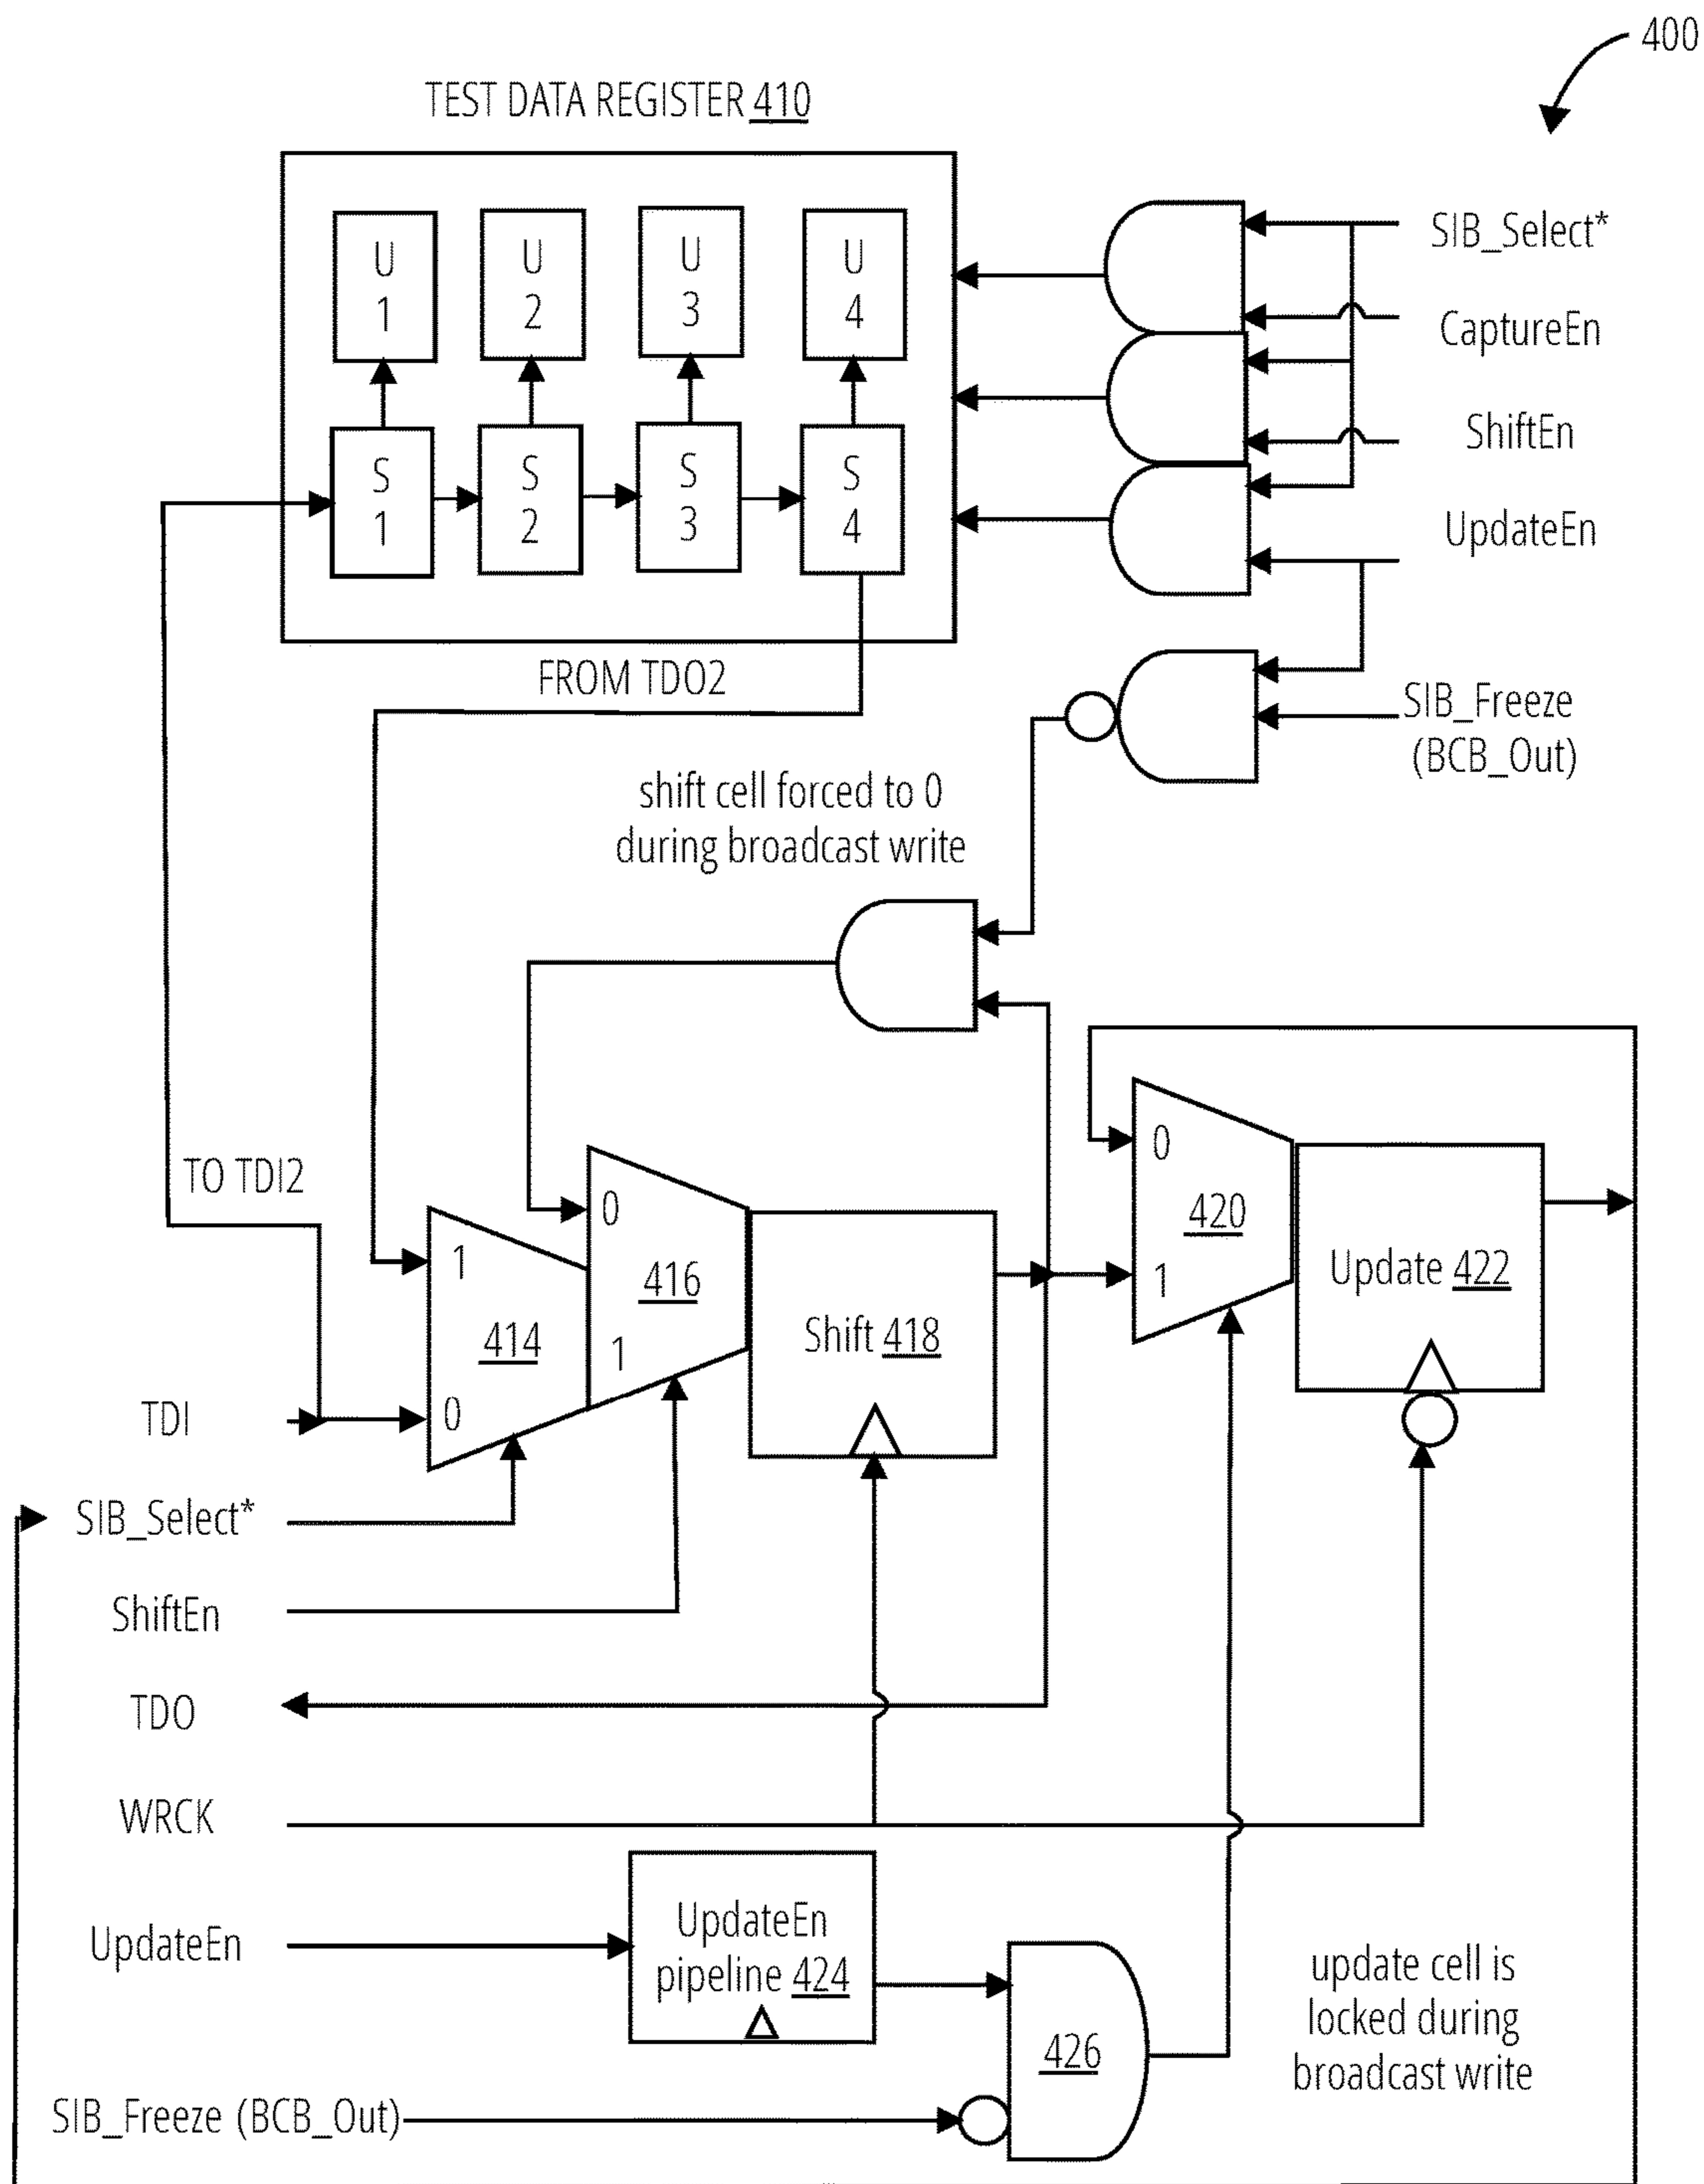 400
TEST DATA REGISTER 410
U
1
U
2
U
3
U
4
S
1
S
2
S
3
S
4
SIB_Select*
CaptureEn
ShiftEn
UpdateEn
SIB_Freeze
(BCB_Out)
FROM TDO2
shift cell forced to 0
during broadcast write
TO TDI2
1
414
0
0
416
1
Shift 418
0
420
1
Update 422
TDI
SIB_Select*
ShiftEn
TDO
WRCK
UpdateEn
UpdateEn
pipeline 424
426
update cell is
locked during
broadcast write
SIB_Freeze (BCB_Out)